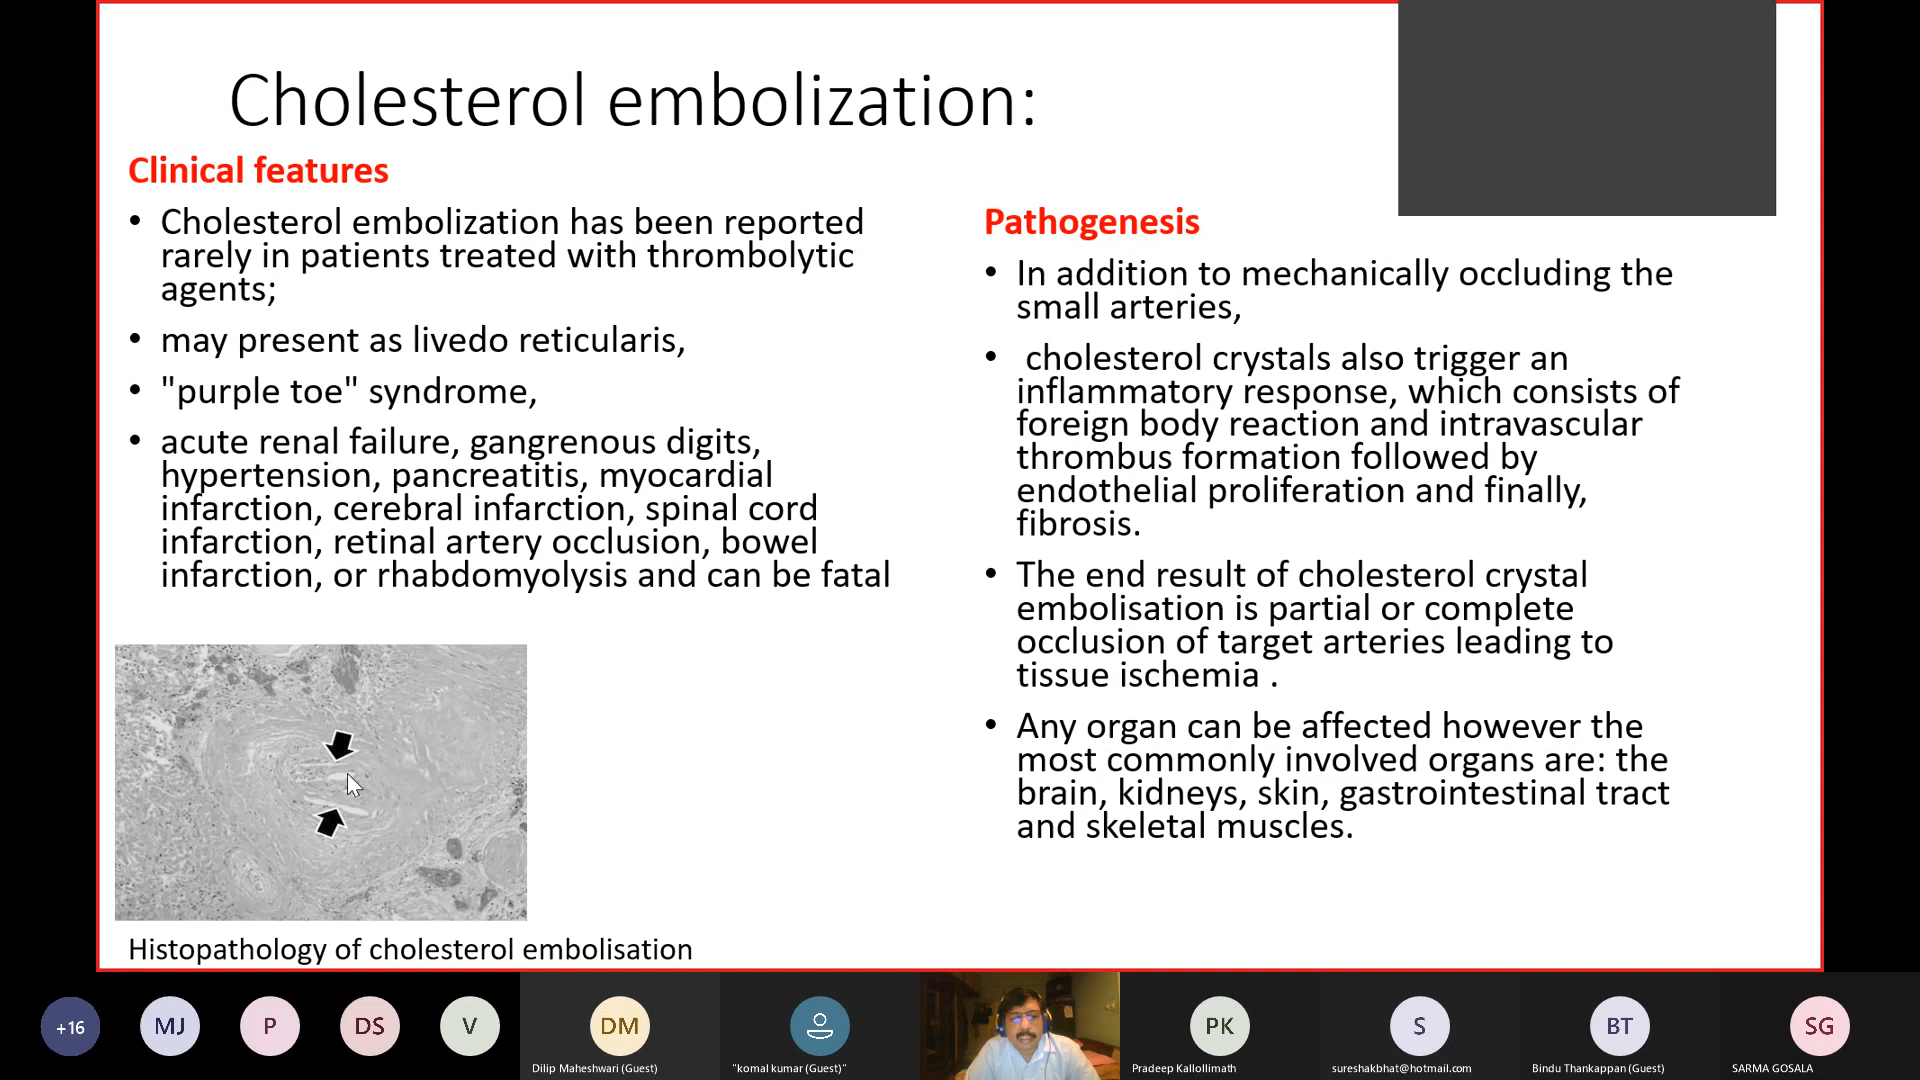 Cholesterol embolization:
Clinical features
• Cholesterol embolization has been reported
rarely in patients treated with thrombolytic
agents;
• may present as livedo reticularis,
• "purple toe" syndrome,
• acute renal failure, gangrenous digits,
hypertension, pancreatitis, myocardial
infarction, cerebral infarction, spinal cord
infarction, retinal artery occlusion, bowel
infarction, or rhabdomyolysis and can be fatal
Histopathology of cholesterol embolisation
Pathogenesis
• In addition to mechanically occluding the
small arteries,
• cholesterol crystals also trigger an
inflammatory response, which consists of
foreign body reaction and intravascular
thrombus formation followed by
endothelial proliferation and finally,
fibrosis.
• The end result of cholesterol crystal
embolisation is partial or complete
occlusion of target arteries leading to
tissue ischemia .
• Any organ can be affected however the
most commonly involved organs are: the
brain, kidneys, skin, gastrointestinal tract
and skeletal muscles.
+16
MJ
P
DS
V
DM
Dilip Maheshwari (Guest)
"komal kumar (Guest)"
PK
Pradeep Kallollimath
S
sureshakbhat@hotmail.com
BT
Bindu Thankappan (Guest)
SG
SARMA GOSALA